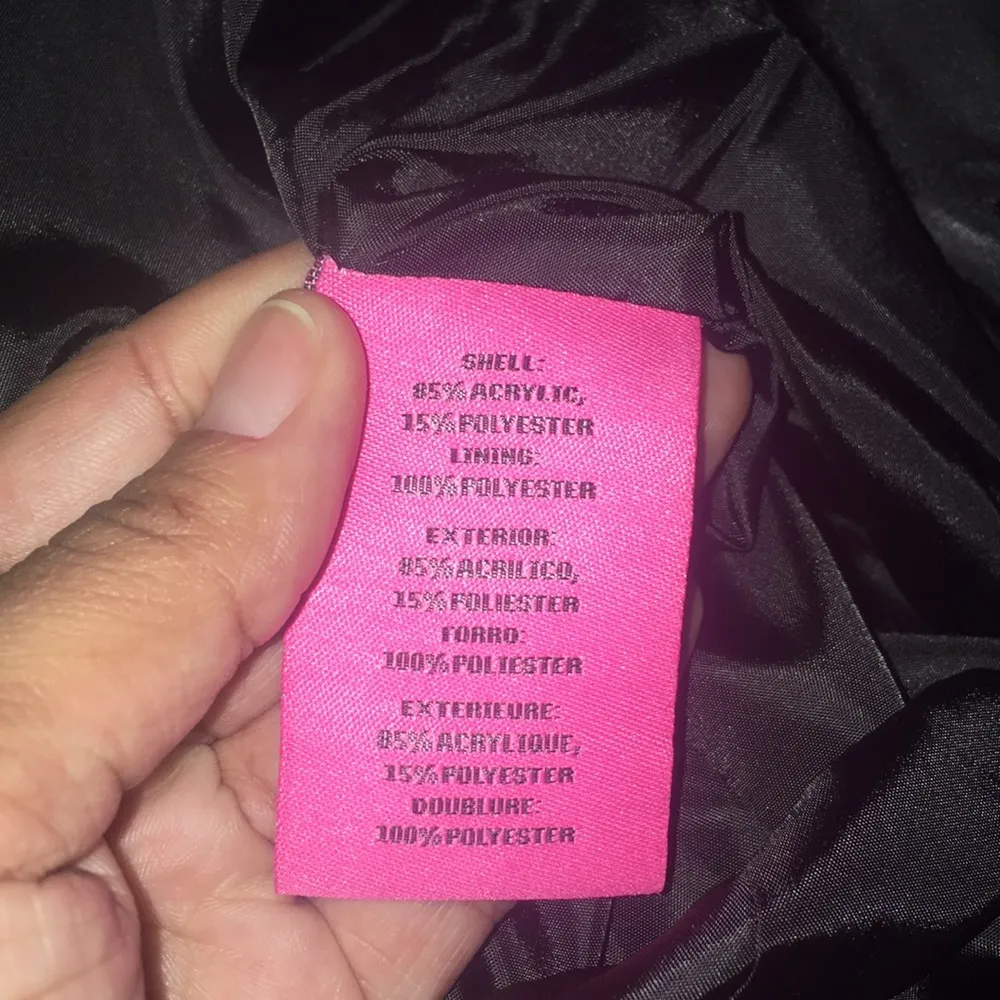 SHELL:
85% ACRYLIC,
15% POLYESTER
LINING:
100% POLYESTER
EXTERIOR:
85% ACRILICO,
15% POLIESTER
FORRO:
100% POLIESTER
EXTERIEURE:
85% ACRYLIQUE,
15% POLYESTER
DOUBLURE:
100% POLYESTER